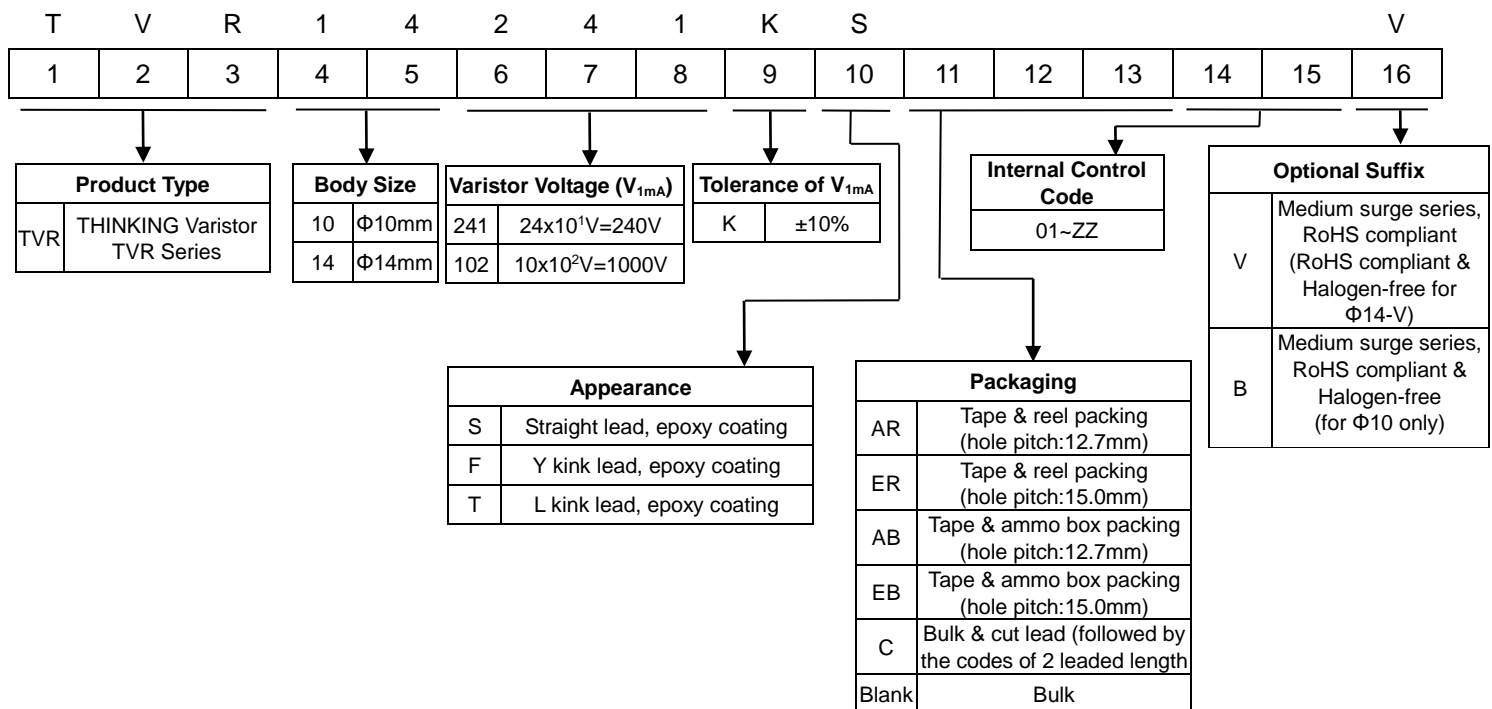 T V R 1 4 2 4 1 K S V
1 2 3 4 5 6 7 8 9 10 11 12 13 14 15 16
Product Type
TVR THINKING Varistor
TVR Series
Body Size
10 Φ10mm
14 Φ14mm
Varistor Voltage (V1mA)
241 24x10¹V=240V
102 10x10²V=1000V
Tolerance of V1mA
K ±10%
Internal Control
Code
01~ZZ
Optional Suffix
V Medium surge series,
RoHS compliant
(RoHS compliant &
Halogen-free for
Φ14-V)
B Medium surge series,
RoHS compliant &
Halogen-free
(for Φ10 only)
Appearance
S Straight lead, epoxy coating
F Y kink lead, epoxy coating
T L kink lead, epoxy coating
Packaging
AR Tape & reel packing
(hole pitch:12.7mm)
ER Tape & reel packing
(hole pitch:15.0mm)
AB Tape & ammo box packing
(hole pitch:12.7mm)
EB Tape & ammo box packing
(hole pitch:15.0mm)
C Bulk & cut lead (followed by
the codes of 2 leaded length
Blank Bulk